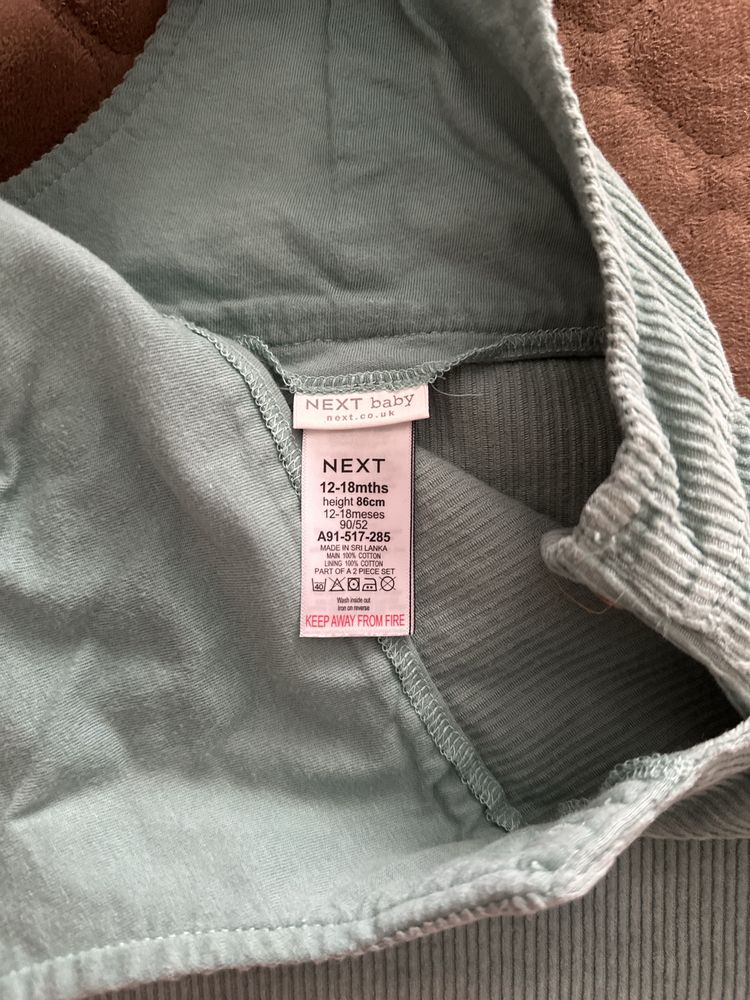 NEXT baby
next.co.uk
NEXT
12-18mths
height 86cm
12-18meses
90/52
A91-517-285
MADE IN SRI LANKA
MAIN 100% COTTON
LINING 100% COTTON
PART OF A 2 PIECE SET
40
Wash inside out
iron on reverse
KEEP AWAY FROM FIRE